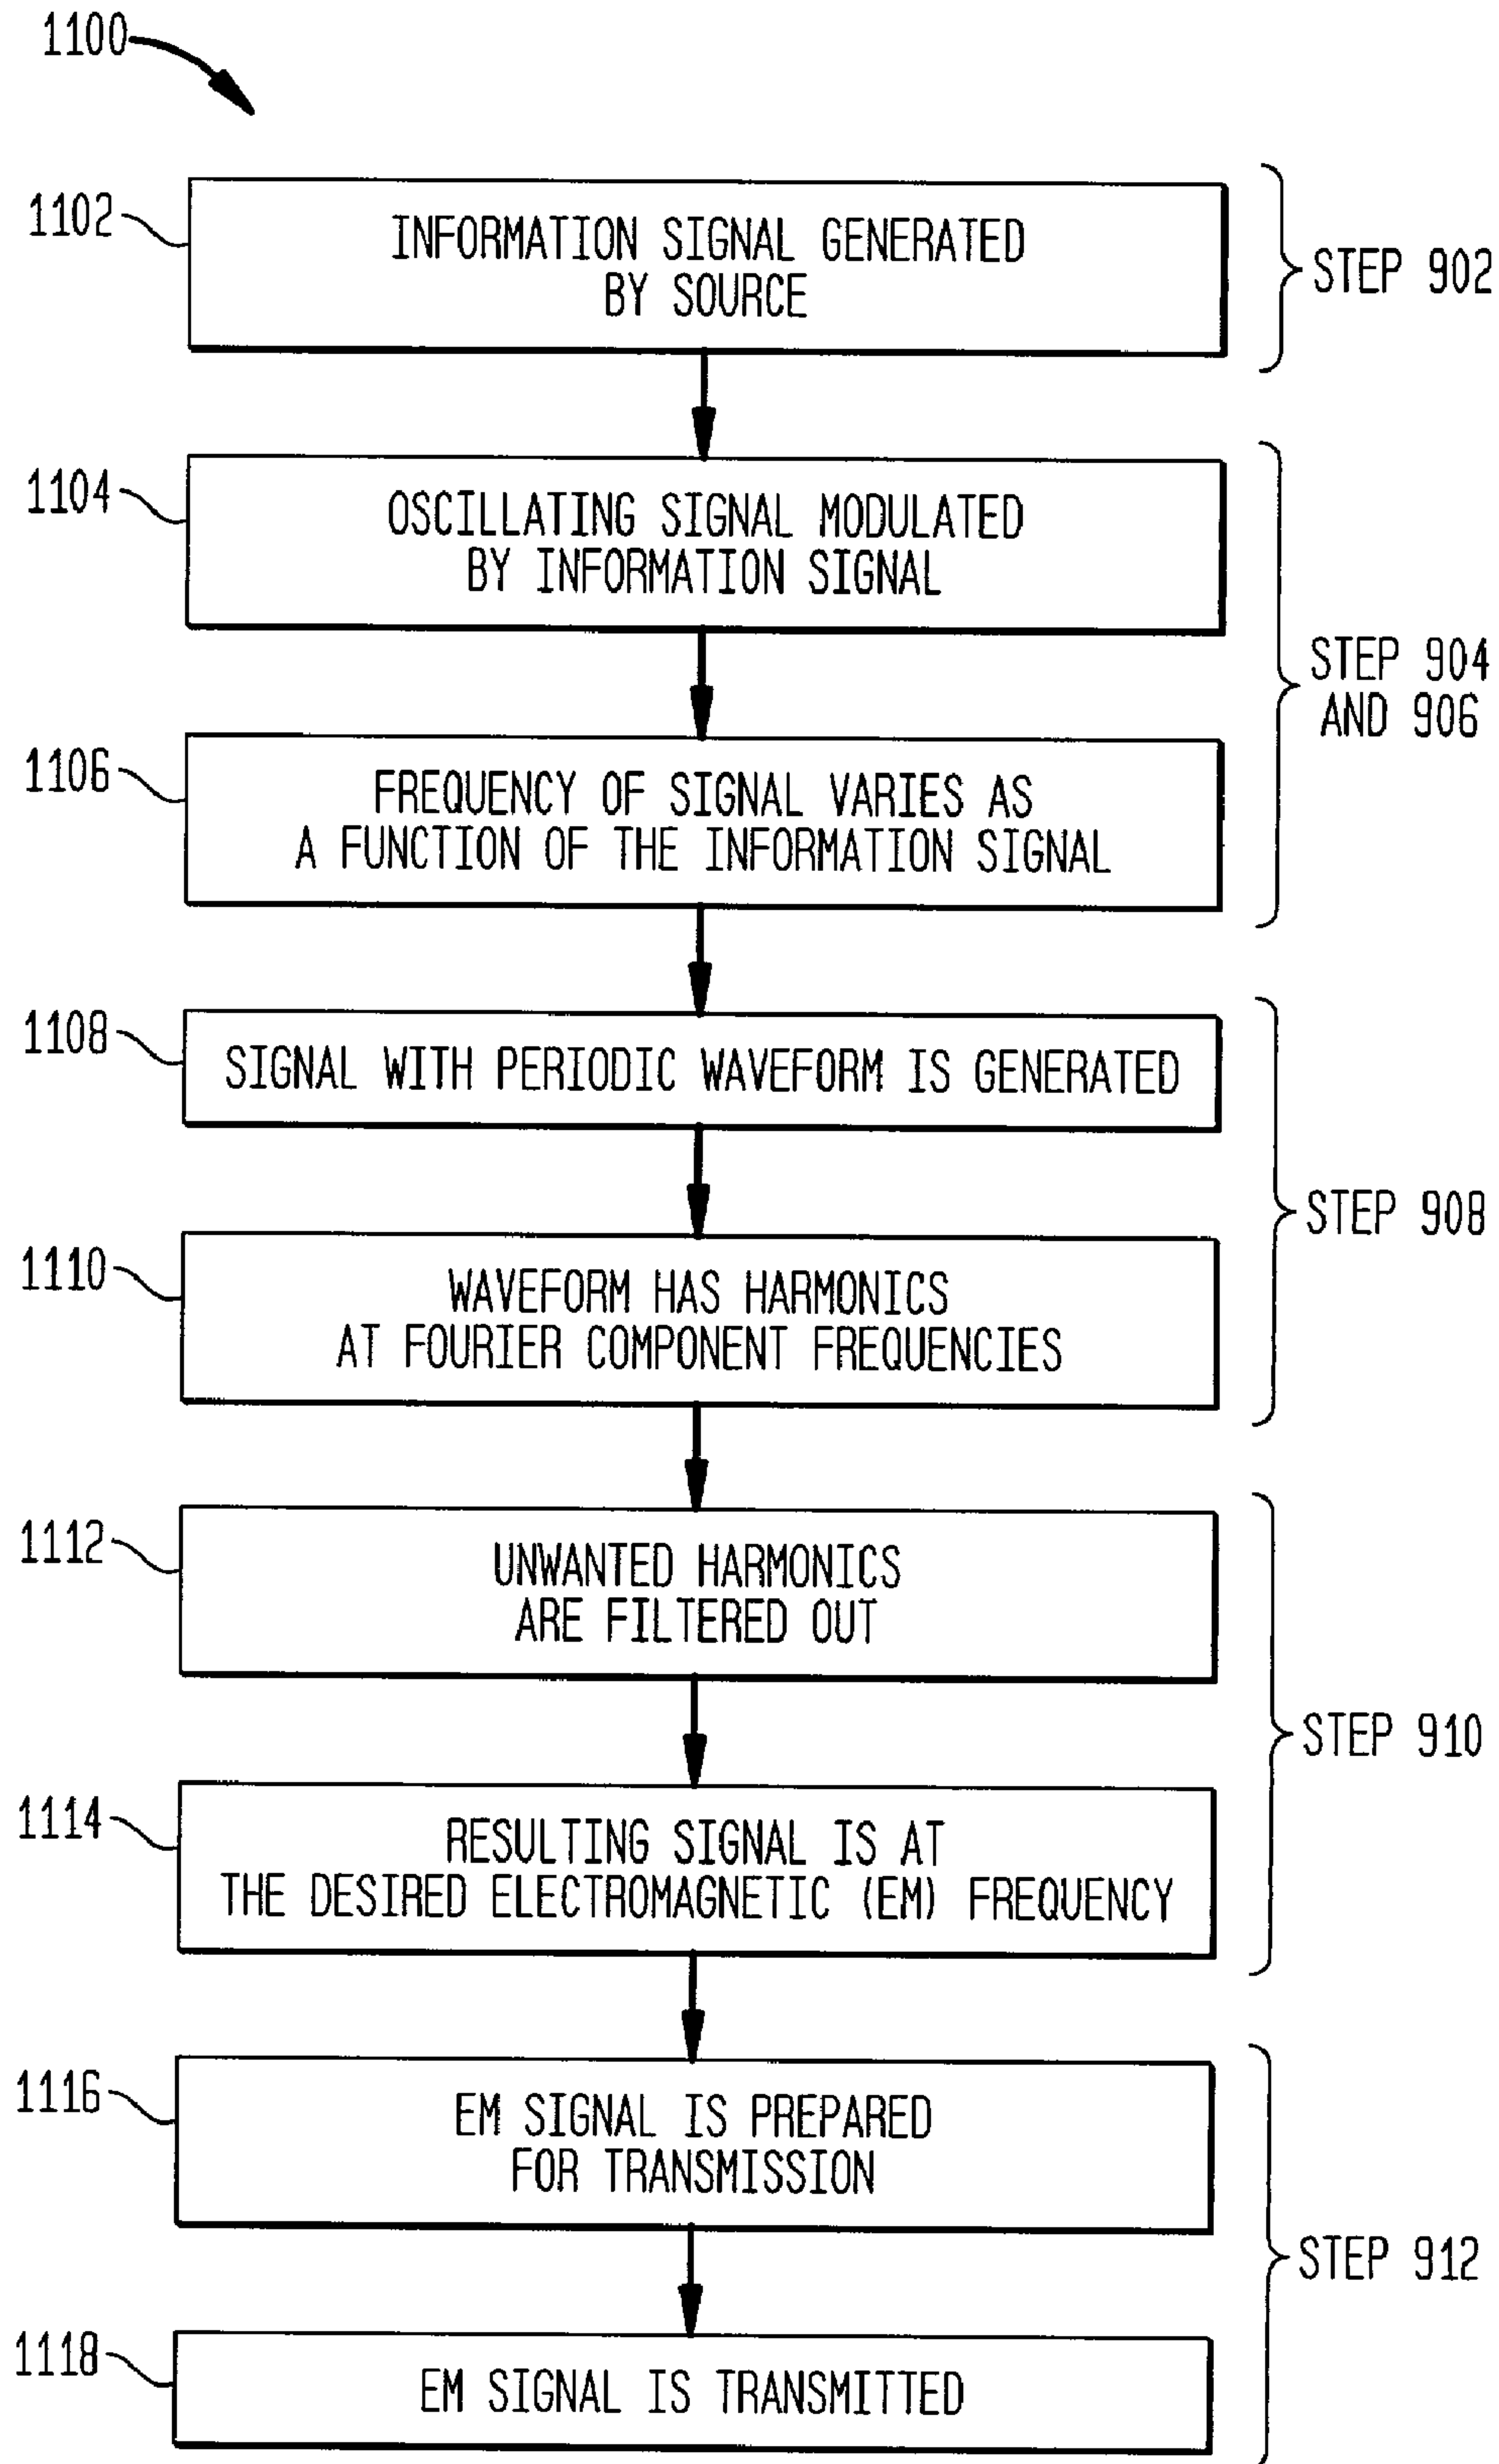 1100
1102
INFORMATION SIGNAL GENERATED
BY SOURCE
STEP 902
1104
OSCILLATING SIGNAL MODULATED
BY INFORMATION SIGNAL
STEP 904
AND 906
1106
FREQUENCY OF SIGNAL VARIES AS
A FUNCTION OF THE INFORMATION SIGNAL
1108
SIGNAL WITH PERIODIC WAVEFORM IS GENERATED
STEP 908
1110
WAVEFORM HAS HARMONICS
AT FOURIER COMPONENT FREQUENCIES
1112
UNWANTED HARMONICS
ARE FILTERED OUT
STEP 910
1114
RESULTING SIGNAL IS AT
THE DESIRED ELECTROMAGNETIC (EM) FREQUENCY
1116
EM SIGNAL IS PREPARED
FOR TRANSMISSION
STEP 912
1118
EM SIGNAL IS TRANSMITTED